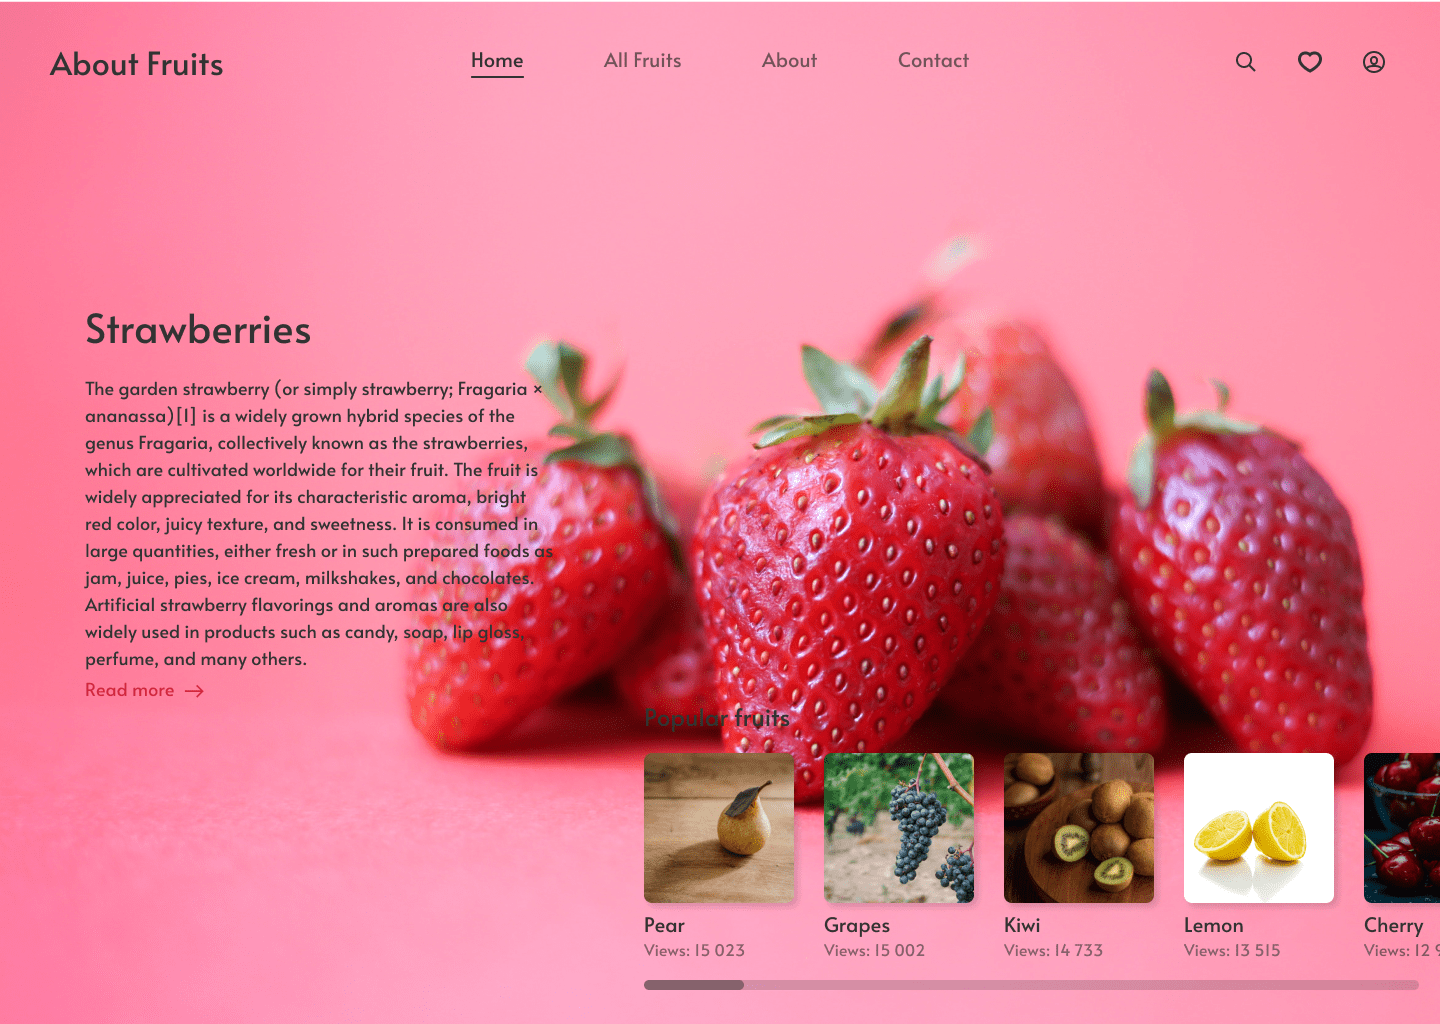 About Fruits
Home
All Fruits
About
Contact
Strawberries
The garden strawberry (or simply strawberry; Fragaria ×
ananassa)[1] is a widely grown hybrid species of the
genus Fragaria, collectively known as the strawberries,
which are cultivated worldwide for their fruit. The fruit is
widely appreciated for its characteristic aroma, bright
red color, juicy texture, and sweetness. It is consumed in
large quantities, either fresh or in such prepared foods as
jam, juice, pies, ice cream, milkshakes, and chocolates.
Artificial strawberry flavorings and aromas are also
widely used in products such as candy, soap, lip gloss,
perfume, and many others.
Read more →
Popular fruits
Pear
Views: 15 023
Grapes
Views: 15 002
Kiwi
Views: 14 733
Lemon
Views: 13 515
Cherry
Views: 12